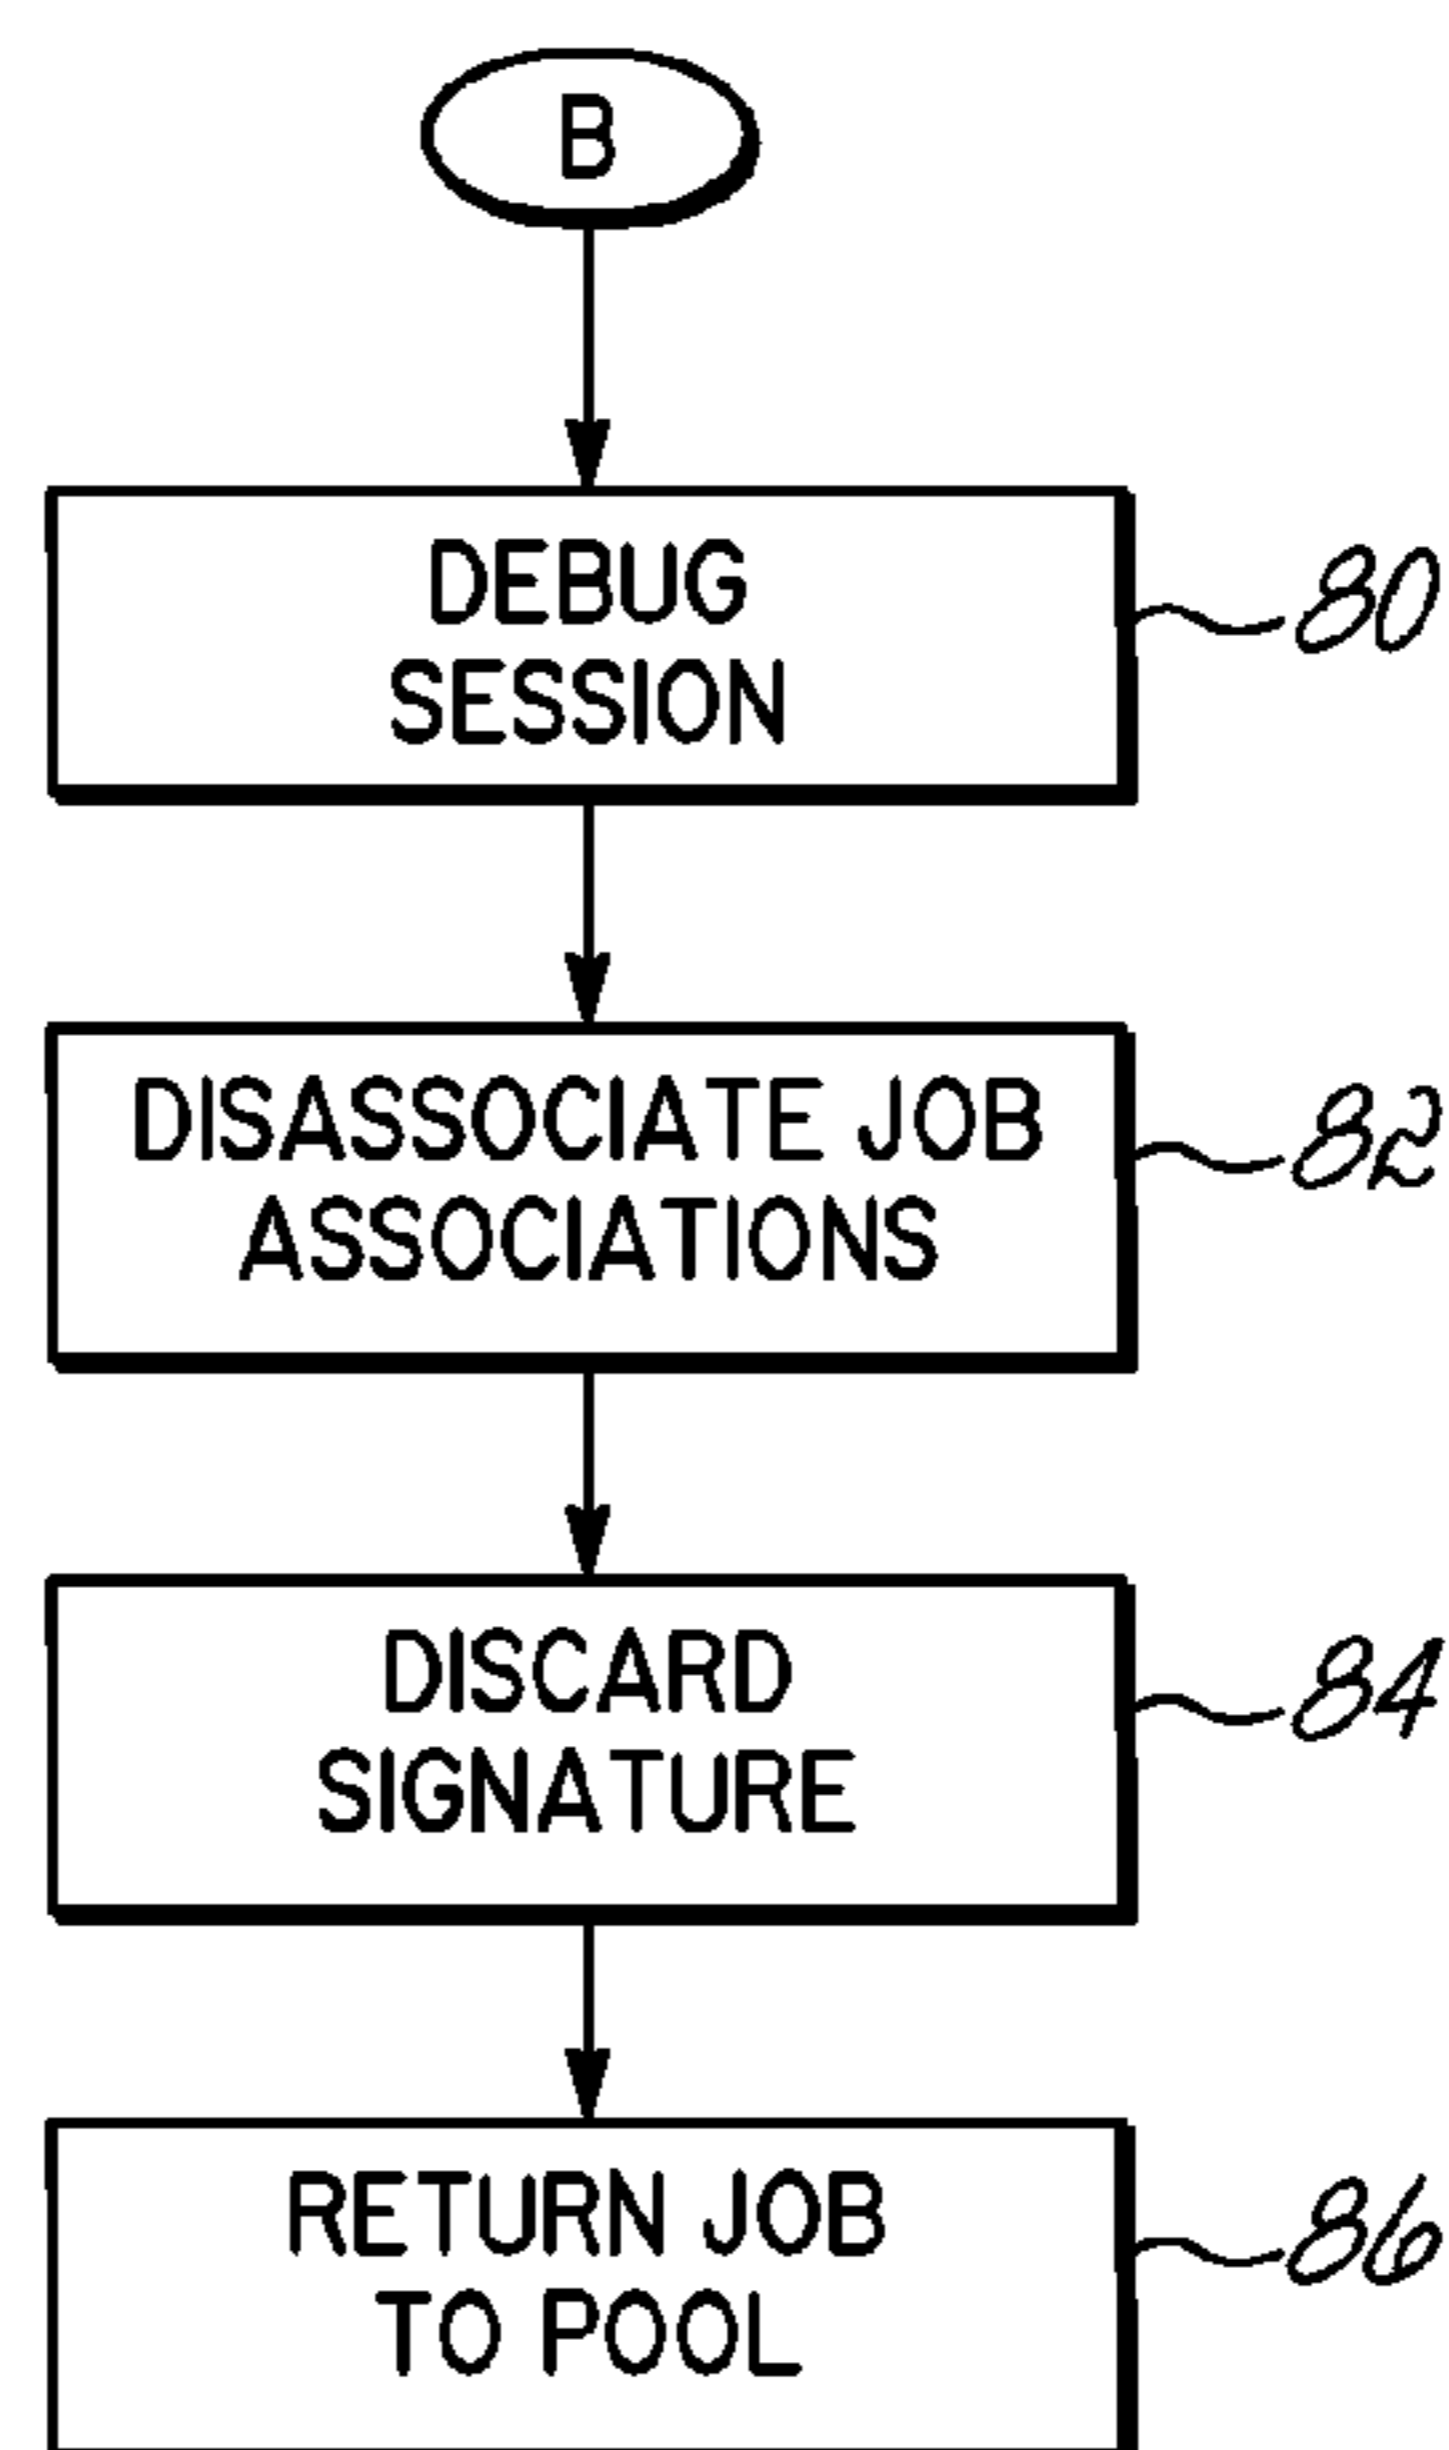 B
DEBUG
SESSION
80
DISASSOCIATE JOB
ASSOCIATIONS
82
DISCARD
SIGNATURE
84
RETURN JOB
TO POOL
86